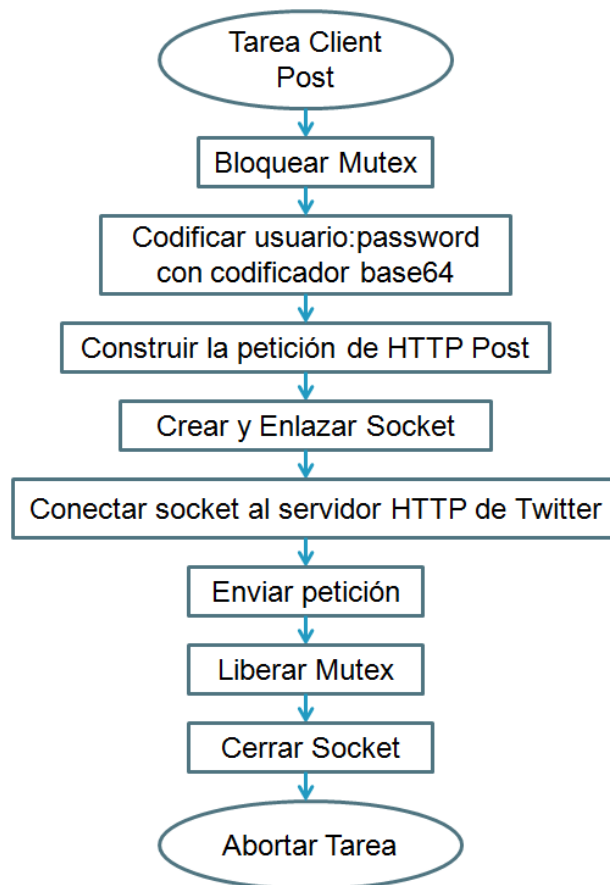 Tarea Client
Post
Bloquear Mutex
Codificar usuario:password
con codificador base64
Construir la petición de HTTP Post
Crear y Enlazar Socket
Conectar socket al servidor HTTP de Twitter
Enviar petición
Liberar Mutex
Cerrar Socket
Abortar Tarea